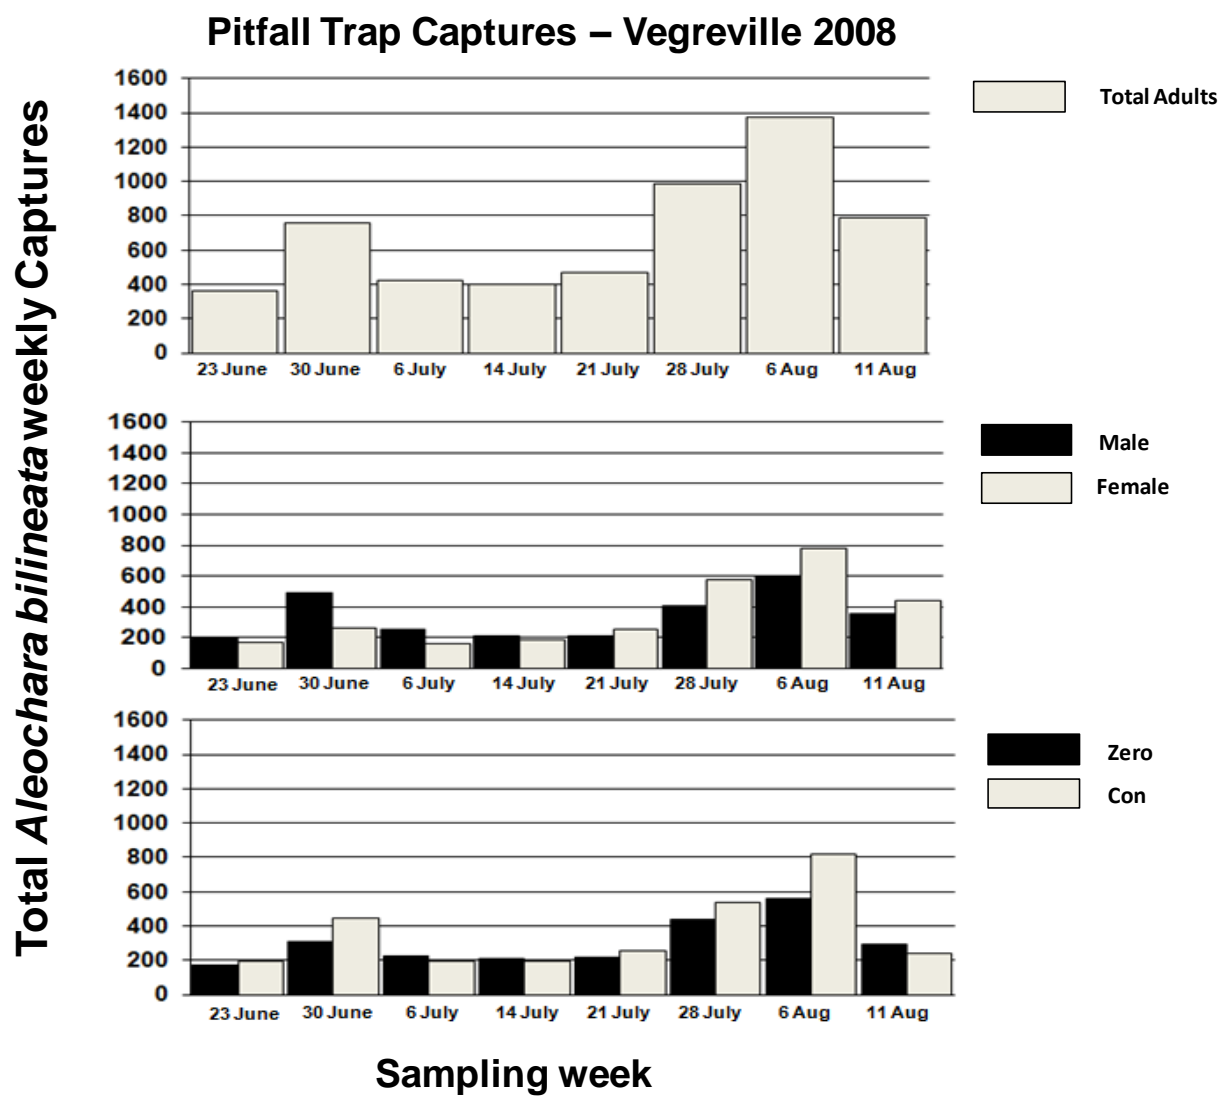 Pitfall Trap Captures – Vegreville 2008
Total Aleochara bilineata weekly Captures
1600
1400
1200
1000
800
600
400
200
0
23 June 30 June 6 July 14 July 21 July 28 July 6 Aug 11 Aug
Total Adults
1600
1400
1200
1000
800
600
400
200
0
23 June 30 June 6 July 14 July 21 July 28 July 6 Aug 11 Aug
Male
Female
1600
1400
1200
1000
800
600
400
200
0
23 June 30 June 6 July 14 July 21 July 28 July 6 Aug 11 Aug
Zero
Con
Sampling week